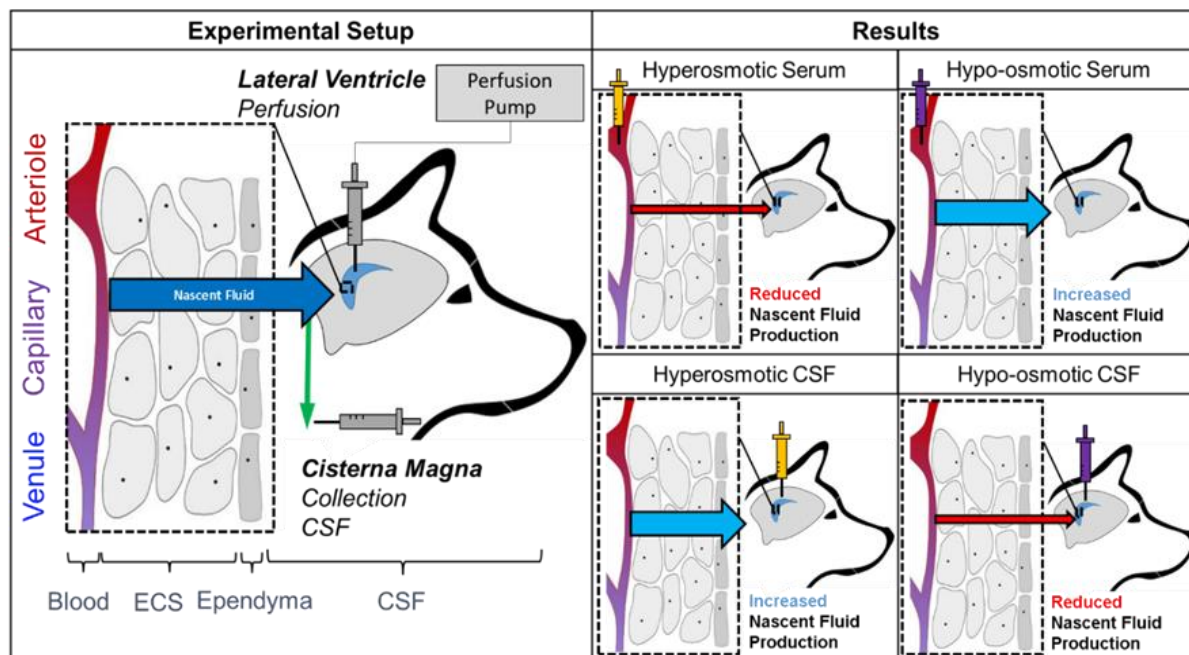 Experimental Setup
Results
Lateral Ventricle
Perfusion
Perfusion
Pump
Arteriole
Capillary
Venule
Nascent Fluid
Cisterna Magna
Collection
CSF
Blood
ECS
Ependyma
CSF
Hyperosmotic Serum
Reduced
Nascent Fluid
Production
Hypo-osmotic Serum
Increased
Nascent Fluid
Production
Hyperosmotic CSF
Increased
Nascent Fluid
Production
Hypo-osmotic CSF
Reduced
Nascent Fluid
Production